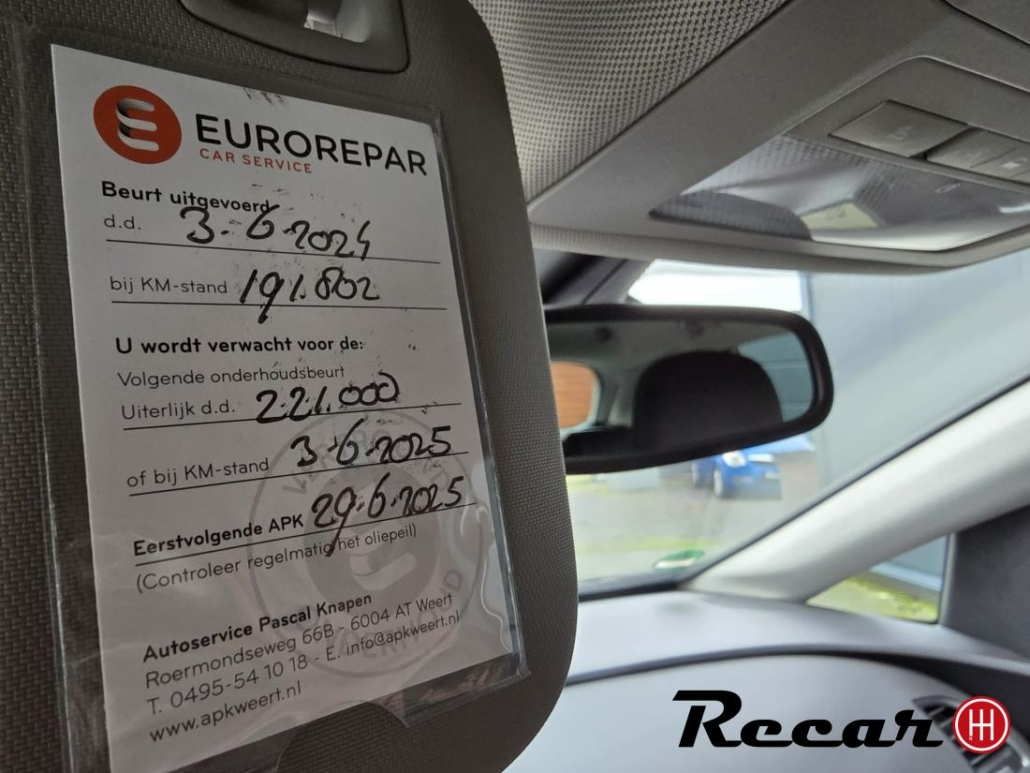 EUROREPAR
CAR SERVICE
Beurt uitgevoerd
d.d. 3-6-2024
bij KM-stand 191.802
U wordt verwacht voor de:
Volgende onderhoudsbeurt
Uiterlijk d.d. 221.000
of bij KM-stand 3-6-2025
Eerstvolgende APK 29.6.2025
(Controleer regelmatig het oliepeil)
Autoservice Pascal Knapen
Roermondseweg 66B - 6004 AT Weert
T. 0495-54 10 18 - E. info@apkweert.nl
www.apkweert.nl
Recar